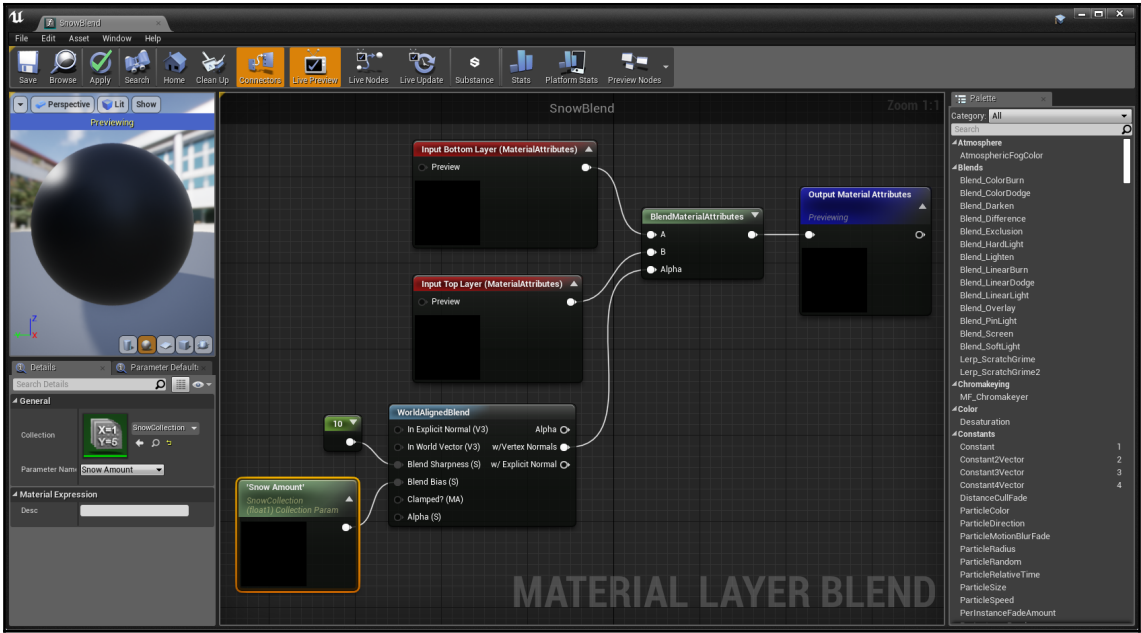 SnowBlend
File Edit Asset Window Help
Save Browse Apply Search Home Clean Up Connectors Live Preview Live Nodes Live Update Substance Stats Platform Stats Preview Nodes
Perspective Lit Show
Previewing
Z
X
Details Parameter Default
Search Details
General
Collection
X=1
Y=5
SnowCollection
Parameter Nam Snow Amount
Material Expression
Desc
SnowBlend
Zoom 1:1
Input Bottom Layer (MaterialAttributes)
Preview
Input Top Layer (MaterialAttributes)
Preview
BlendMaterialAttributes
A
B
Alpha
Output Material Attributes
Previewing
10
WorldAlignedBlend
In Explicit Normal (V3) Alpha
In World Vector (V3) w/Vertex Normals
Blend Sharpness (S) w/ Explicit Normal
Blend Bias (S)
Clamped? (MA)
Alpha (S)
'Snow Amount'
SnowCollection
(float1) Collection Param
MATERIAL LAYER BLEND
Palette
Category: All
Search
Atmosphere
AtmosphericFogColor
Blends
Blend_ColorBurn
Blend_ColorDodge
Blend_Darken
Blend_Difference
Blend_Exclusion
Blend_HardLight
Blend_Lighten
Blend_LinearBurn
Blend_LinearDodge
Blend_LinearLight
Blend_Overlay
Blend_PinLight
Blend_Screen
Blend_SoftLight
Lerp_ScratchGrime
Lerp_ScratchGrime2
Chromakeying
MF_Chromakeyer
Color
Desaturation
Constants
Constant 1
Constant2Vector 2
Constant3Vector 3
Constant4Vector 4
DistanceCullFade
ParticleColor
ParticleDirection
ParticleMotionBlurFade
ParticleRadius
ParticleRandom
ParticleRelativeTime
ParticleSize
ParticleSpeed
PerInstanceFadeAmount